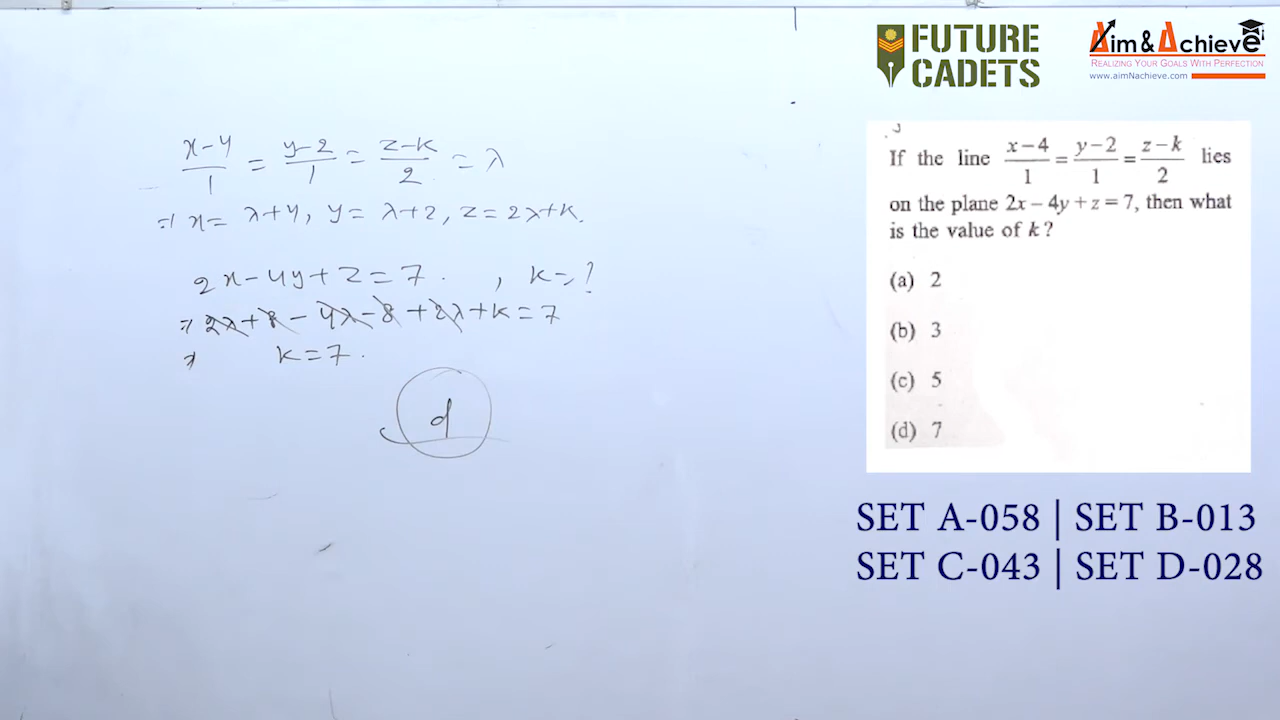 FUTURE
CADETS
Aim & Achieve
REALIZING YOUR GOALS WITH PERFECTION
www.aimNachieve.com
x-4/1 = y-2/1 = z-k/2 = λ
⇒ x = λ+4, y = λ+2, z = 2λ+k.
2x-4y+z=7. , k=?
⇒ 2λ+8-4λ-8+2λ+k=7
⇒ k=7.
d
If the line x-4/1 = y-2/1 = z-k/2 lies
on the plane 2x – 4y + z = 7, then what
is the value of k?
(a) 2
(b) 3
(c) 5
(d) 7
SET A-058 | SET B-013
SET C-043 | SET D-028